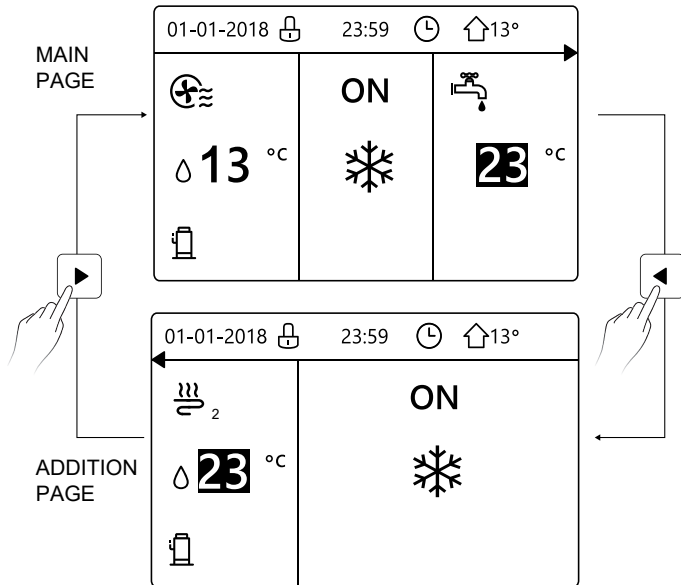 MAIN
PAGE
01-01-2018 23:59 13°
ON
13 °C
23 °C
ADDITION
PAGE
01-01-2018 23:59 13°
2
ON
23 °C